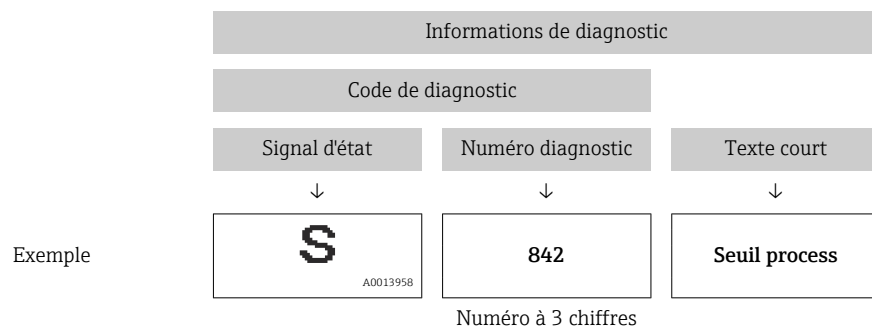 Informations de diagnostic
Code de diagnostic
Signal d'état Numéro diagnostic Texte court
↓ ↓ ↓
Exemple S 842 Seuil process
A0013958
Numéro à 3 chiffres